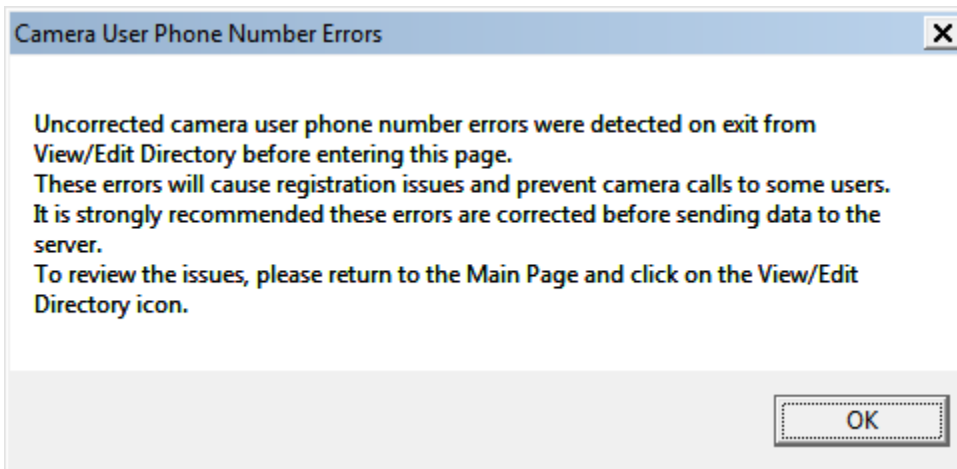 Camera User Phone Number Errors
Uncorrected camera user phone number errors were detected on exit from
View/Edit Directory before entering this page.
These errors will cause registration issues and prevent camera calls to some users.
It is strongly recommended these errors are corrected before sending data to the
server.
To review the issues, please return to the Main Page and click on the View/Edit
Directory icon.
OK